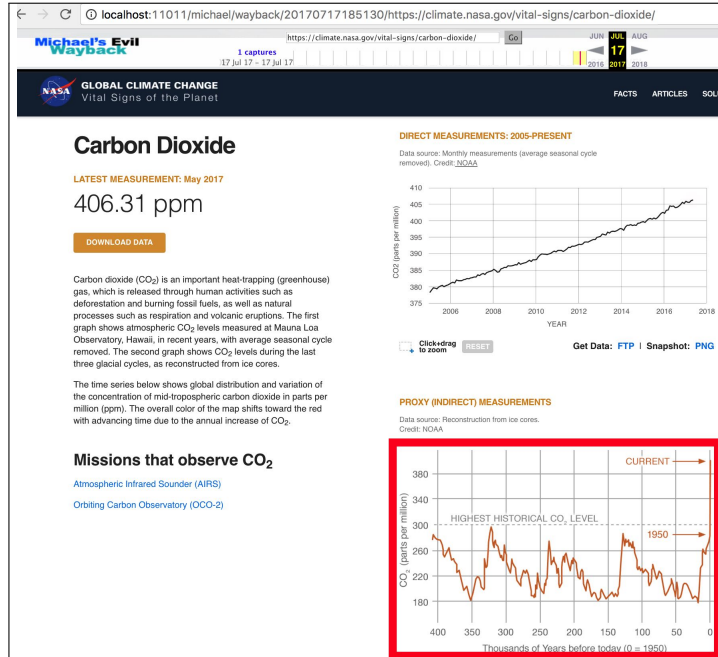 localhost:11011/michael/wayback/20170717185130/https://climate.nasa.gov/vital-signs/carbon-dioxide/
Michael's Evil
Wayback
https://climate.nasa.gov/vital-signs/carbon-dioxide/
Go
1 captures
17 Jul 17 - 17 Jul 17
JUN JUL AUG
17
2016 2017 2018
NASA
GLOBAL CLIMATE CHANGE
Vital Signs of the Planet
FACTS ARTICLES SOL
Carbon Dioxide
LATEST MEASUREMENT: May 2017
406.31 ppm
DOWNLOAD DATA
Carbon dioxide (CO₂) is an important heat-trapping (greenhouse)
gas, which is released through human activities such as
deforestation and burning fossil fuels, as well as natural
processes such as respiration and volcanic eruptions. The first
graph shows atmospheric CO₂ levels measured at Mauna Loa
Observatory, Hawaii, in recent years, with average seasonal cycle
removed. The second graph shows CO₂ levels during the last
three glacial cycles, as reconstructed from ice cores.
The time series below shows global distribution and variation of
the concentration of mid-tropospheric carbon dioxide in parts per
million (ppm). The overall color of the map shifts toward the red
with advancing time due to the annual increase of CO₂.
Missions that observe CO₂
Atmospheric Infrared Sounder (AIRS)
Orbiting Carbon Observatory (OCO-2)
DIRECT MEASUREMENTS: 2005-PRESENT
Data source: Monthly measurements (average seasonal cycle
removed). Credit: NOAA
CO2 (parts per million)
410
405
400
395
390
385
380
375
2006 2008 2010 2012 2014 2016 2018
YEAR
Click+drag
to zoom
RESET
Get Data: FTP | Snapshot: PNG
PROXY (INDIRECT) MEASUREMENTS
Data source: Reconstruction from ice cores.
Credit: NOAA
CO₂ (parts per million)
380
340
300
260
220
180
CURRENT
HIGHEST HISTORICAL CO₂ LEVEL
1950
400 350 300 250 200 150 100 50 0
Thousands of Years before today (0 = 1950)